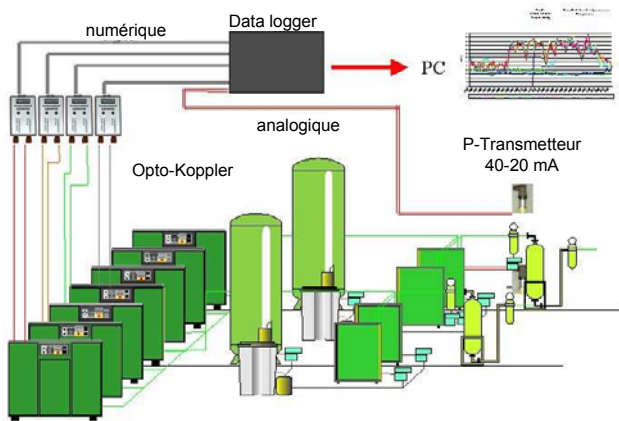 numérique
Data logger
PC
analogique
P-Transmetteur
40-20 mA
Opto-Koppler